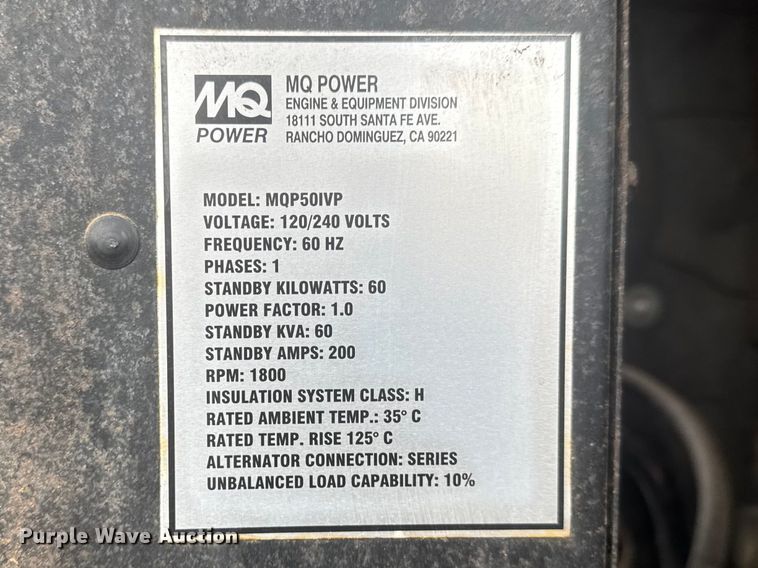 MQ POWER
MQ POWER
ENGINE & EQUIPMENT DIVISION
18111 SOUTH SANTA FE AVE.
RANCHO DOMINGUEZ, CA 90221
MODEL: MQP50IVP
VOLTAGE: 120/240 VOLTS
FREQUENCY: 60 HZ
PHASES: 1
STANDBY KILOWATTS: 60
POWER FACTOR: 1.0
STANDBY KVA: 60
STANDBY AMPS: 200
RPM: 1800
INSULATION SYSTEM CLASS: H
RATED AMBIENT TEMP.: 35° C
RATED TEMP. RISE 125° C
ALTERNATOR CONNECTION: SERIES
UNBALANCED LOAD CAPABILITY: 10%
Purple Wave Auction